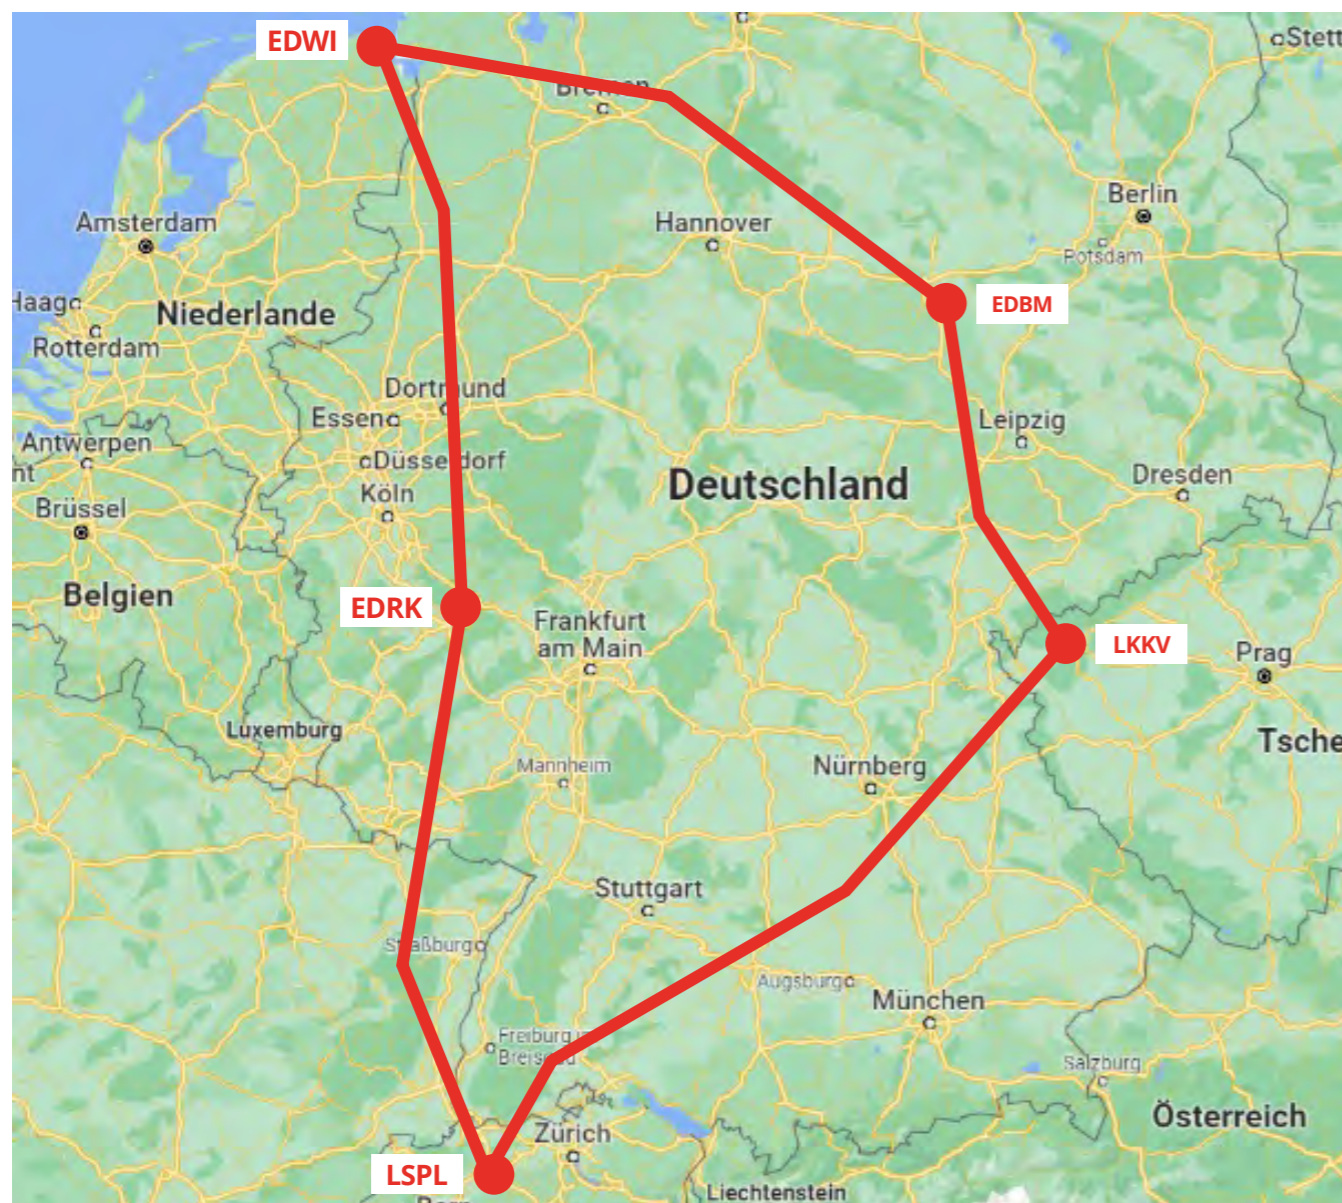 EDWI
Stett
Bremen
Berlin
Amsterdam
Hannover
Potsdam
Haag
EDBM
Niederlande
Rotterdam
Dortmund
Essen
Leipzig
Antwerpen
Düsseldorf
nt
Köln
Deutschland
Dresden
Brüssel
Belgien
EDRK
Frankfurt
am Main
LKKV
Prag
Luxemburg
Tsche
Mannheim
Nürnberg
Stuttgart
Straßburg
Augsburg
München
Freiburg
Breisgau
Salzburg
Österreich
Zürich
LSPL
Liechtenstein